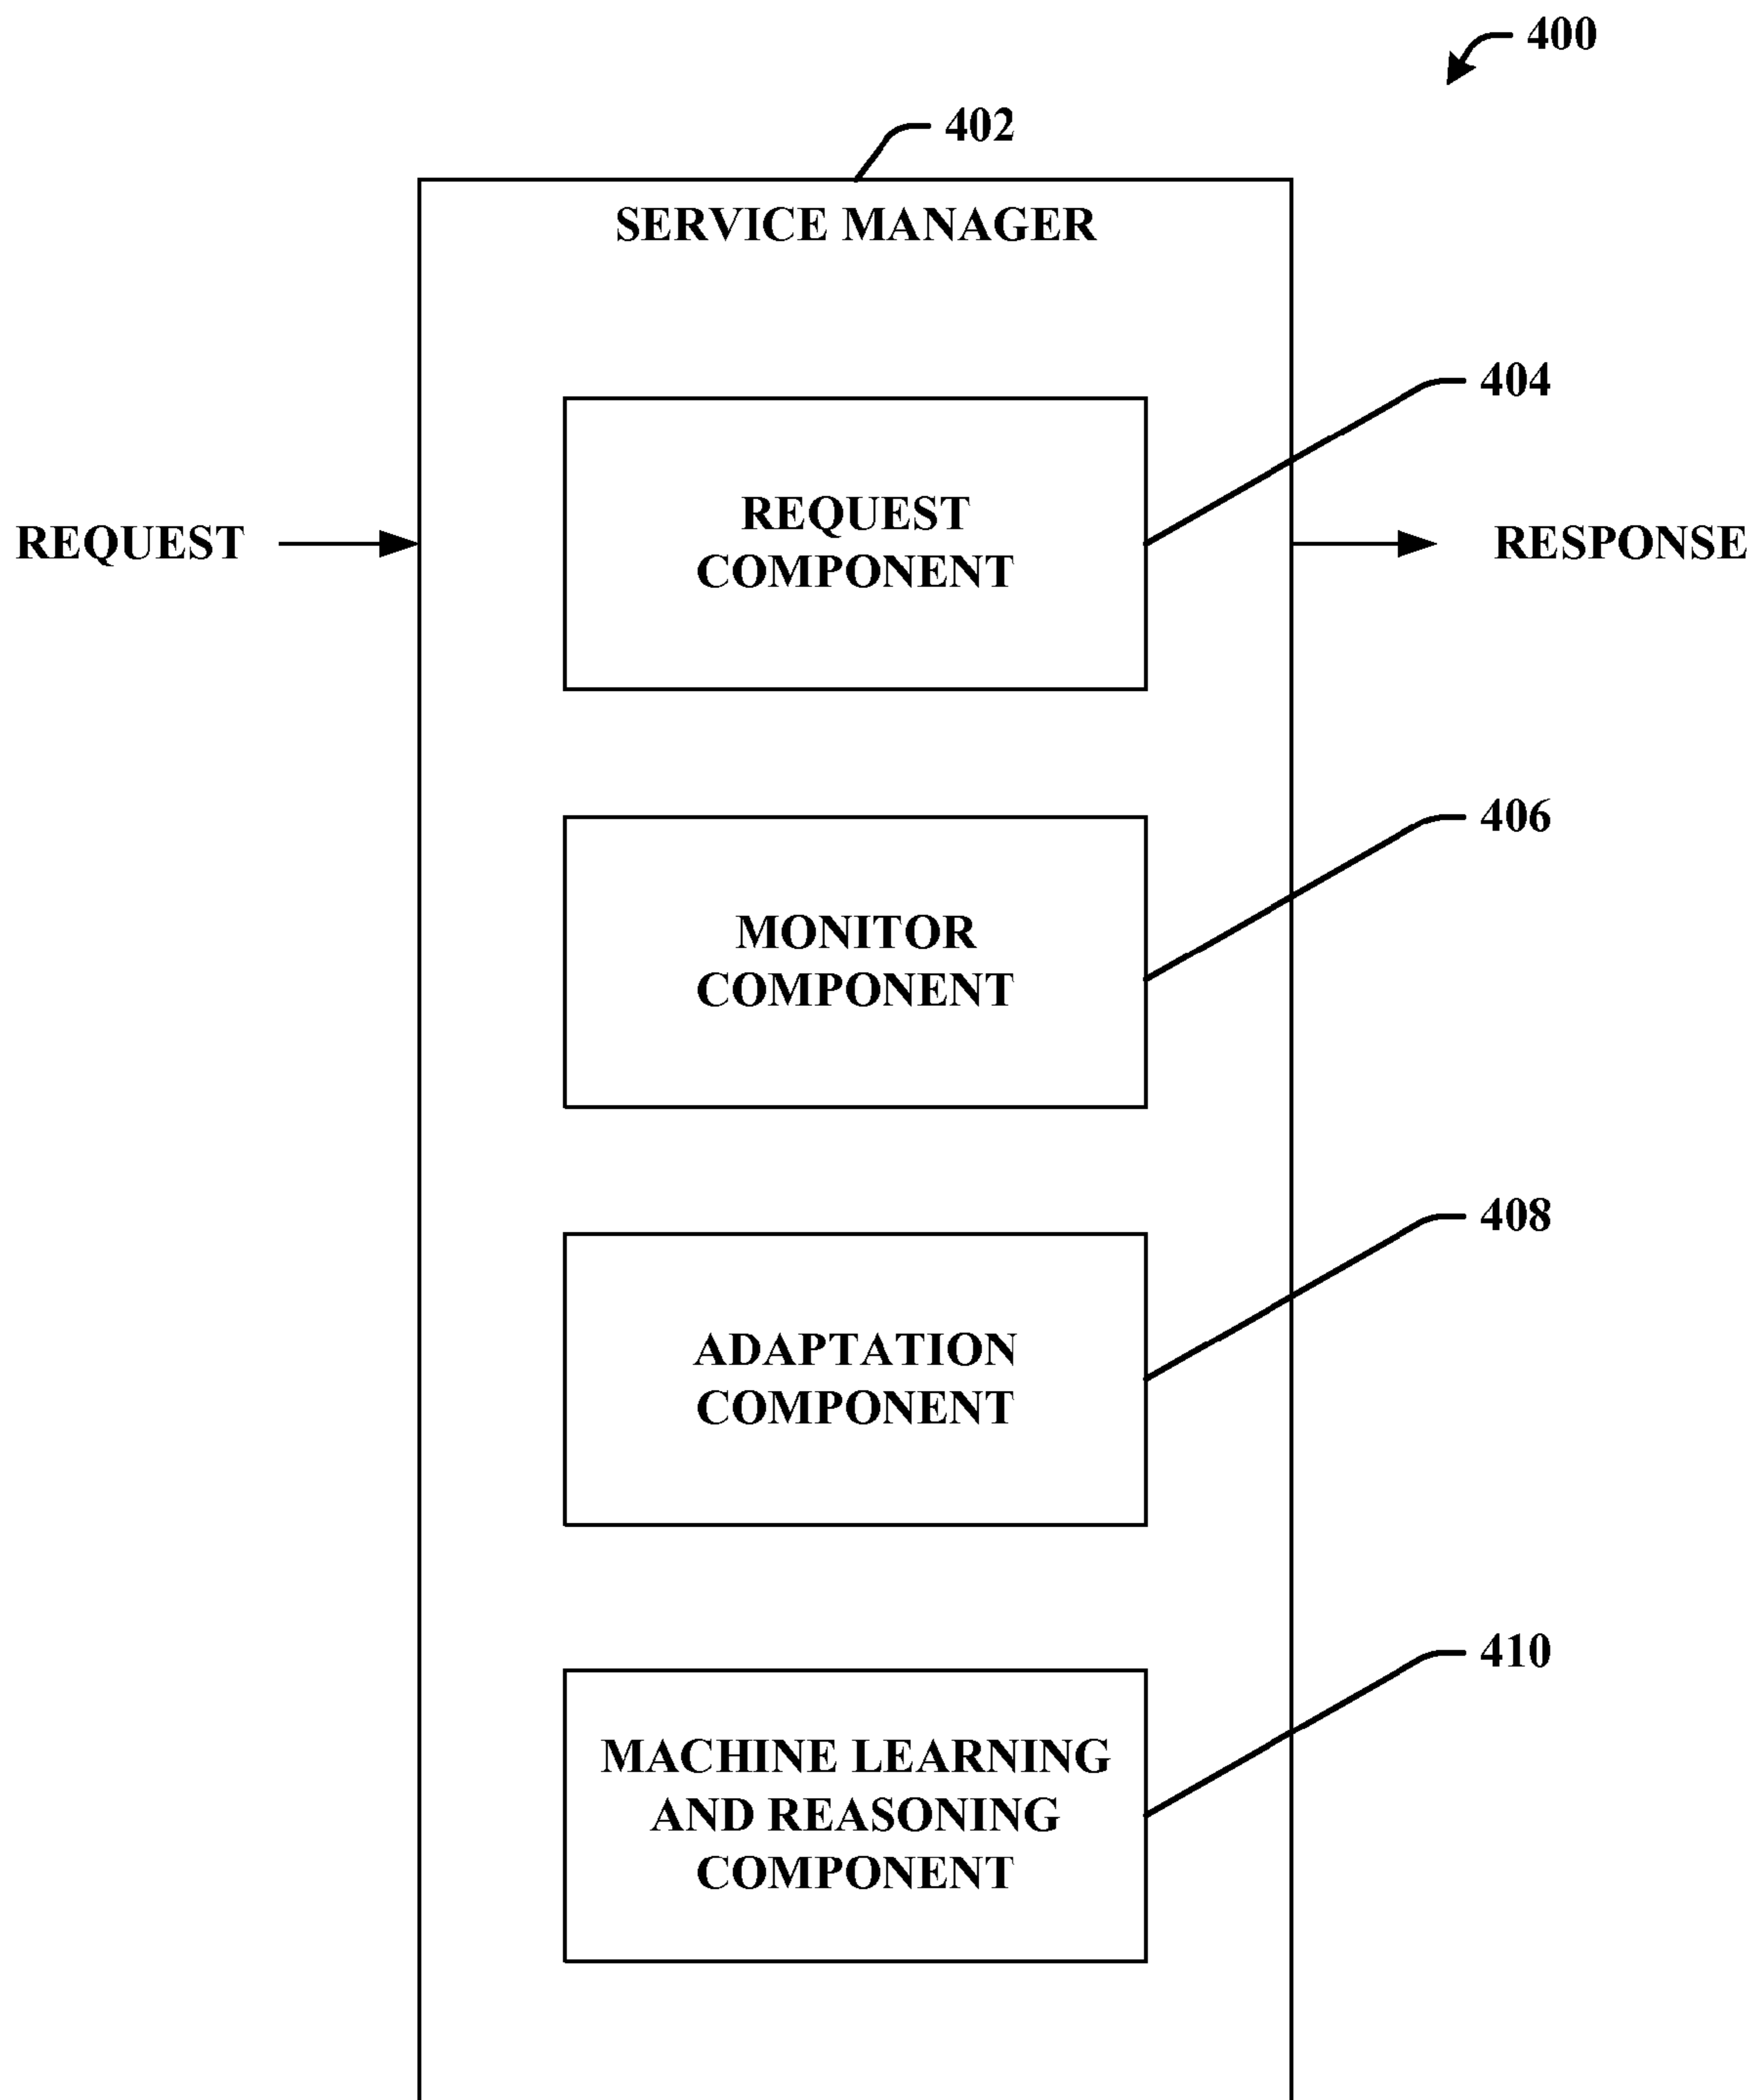 400
402
SERVICE MANAGER
404
REQUEST
COMPONENT
REQUEST
RESPONSE
406
MONITOR
COMPONENT
408
ADAPTATION
COMPONENT
410
MACHINE LEARNING
AND REASONING
COMPONENT